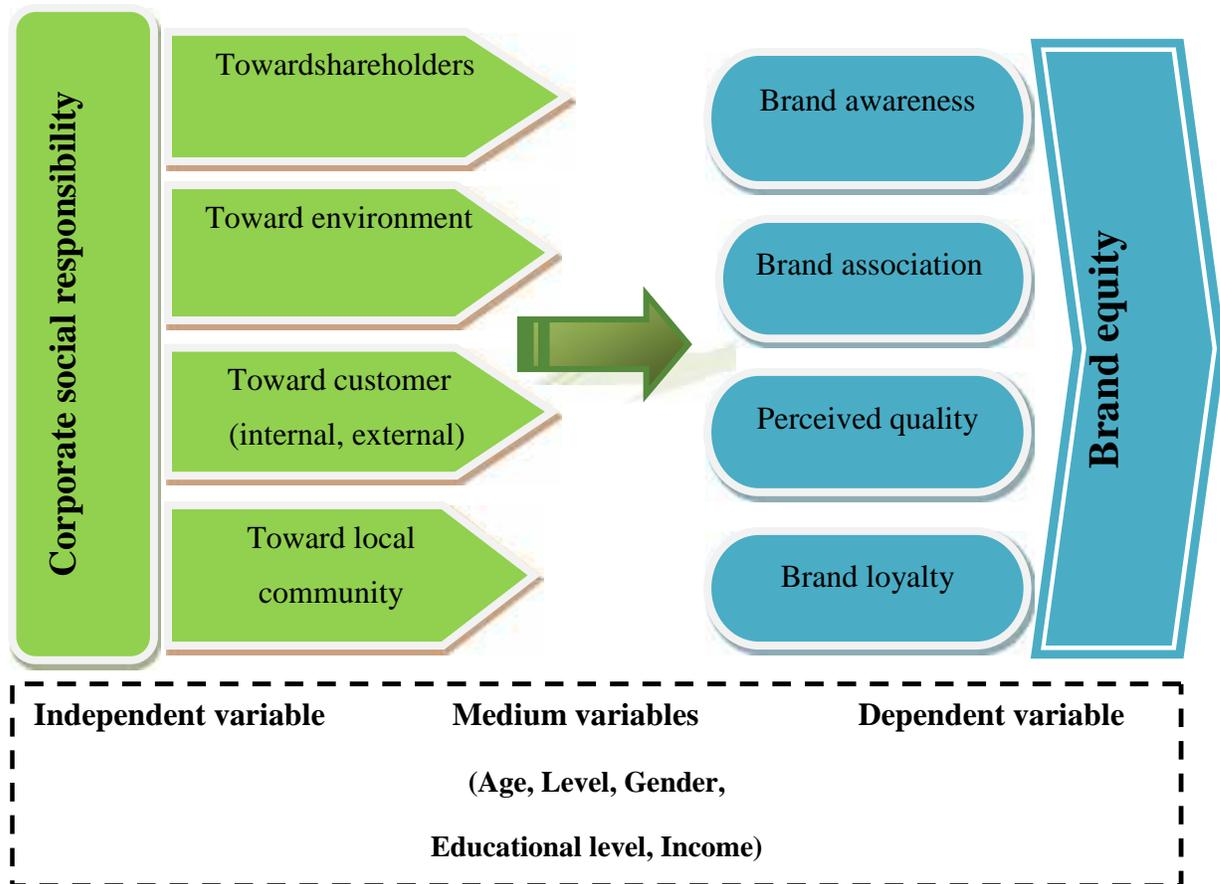 Corporate social responsibility
Towardshareholders
Toward environment
Toward customer
(internal, external)
Toward local
community
Brand awareness
Brand association
Perceived quality
Brand loyalty
Brand equity
Independent variable
Medium variables
Dependent variable
(Age, Level, Gender,
Educational level, Income)